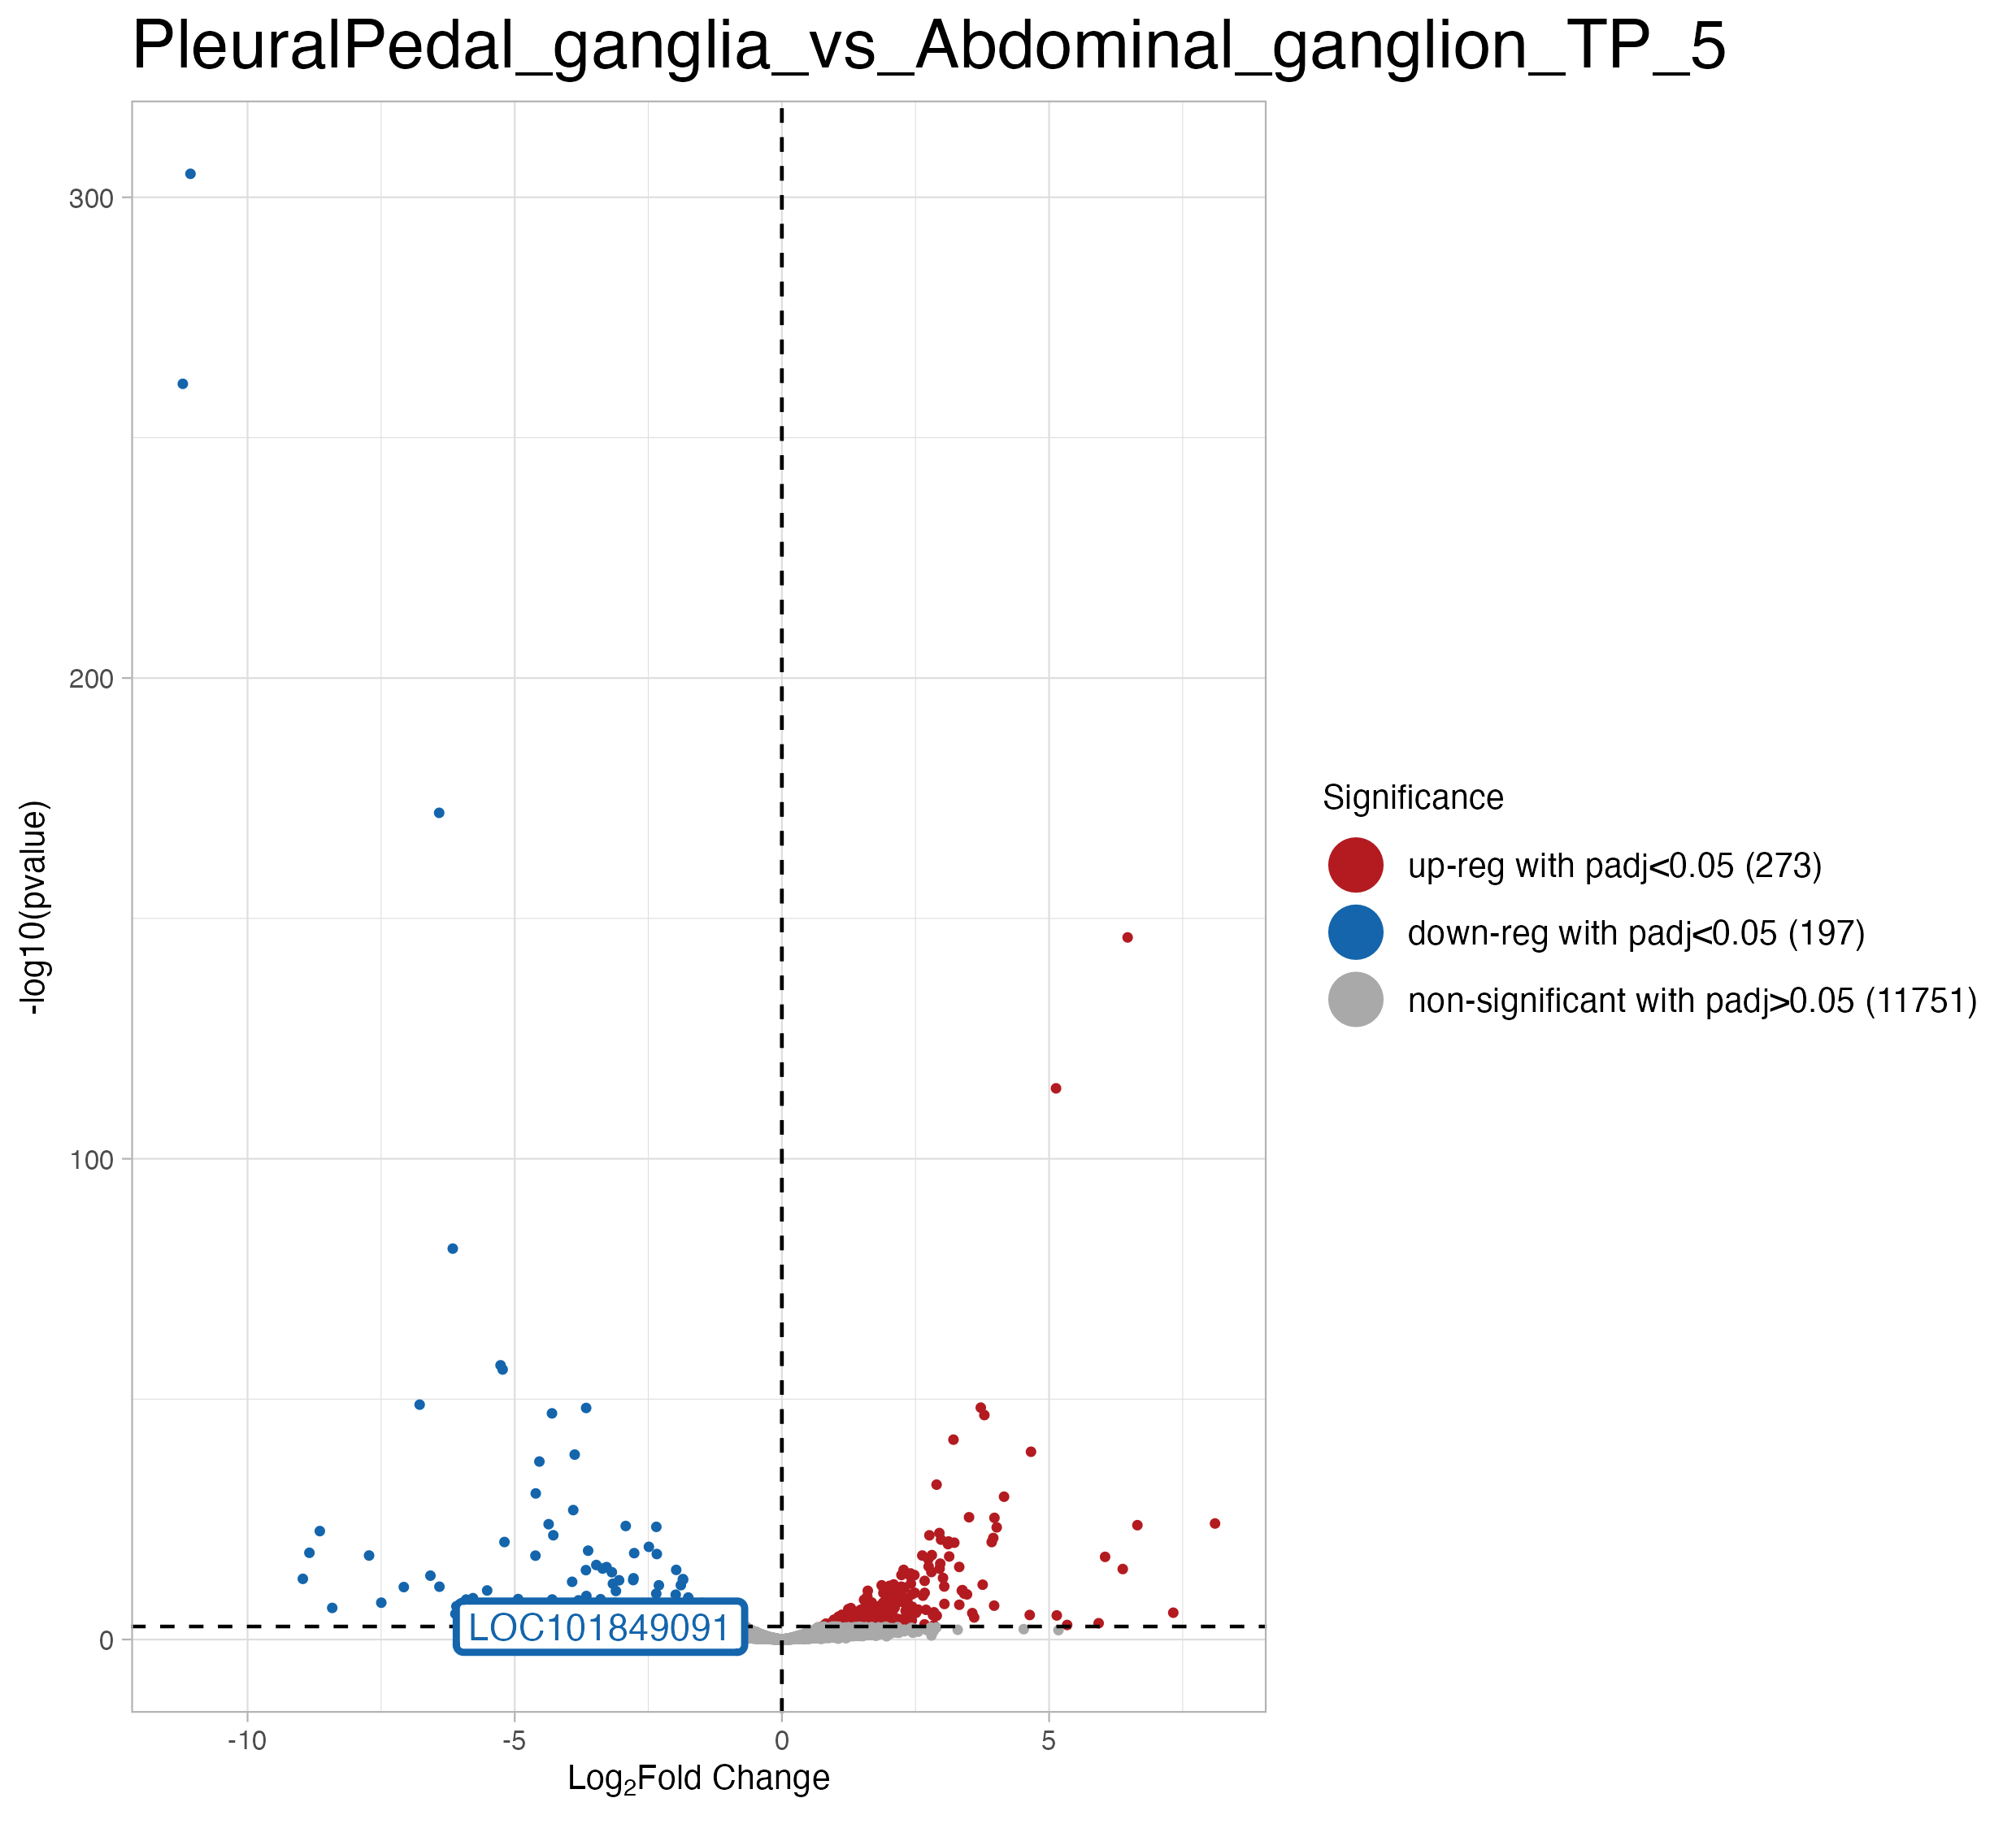 PleuralPedal_ganglia_vs_Abdominal_ganglion_TP_5
300
200
100
0
-log10(pvalue)
LOC101849091
-10
-5
0
5
Log₂Fold Change
Significance
up-reg with padj<0.05 (273)
down-reg with padj<0.05 (197)
non-significant with padj>0.05 (11751)